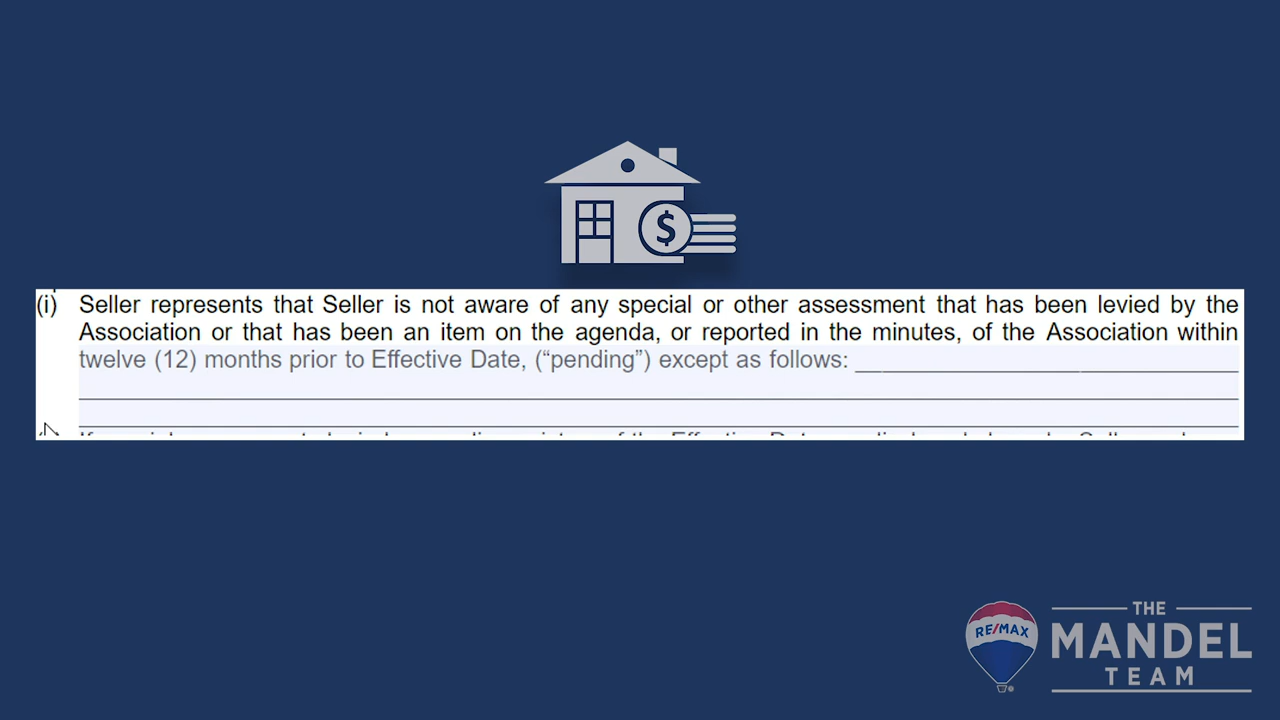 $
(i) Seller represents that Seller is not aware of any special or other assessment that has been levied by the
Association or that has been an item on the agenda, or reported in the minutes, of the Association within
twelve (12) months prior to Effective Date, (“pending”) except as follows:
RE/MAX
THE
MANDEL
TEAM